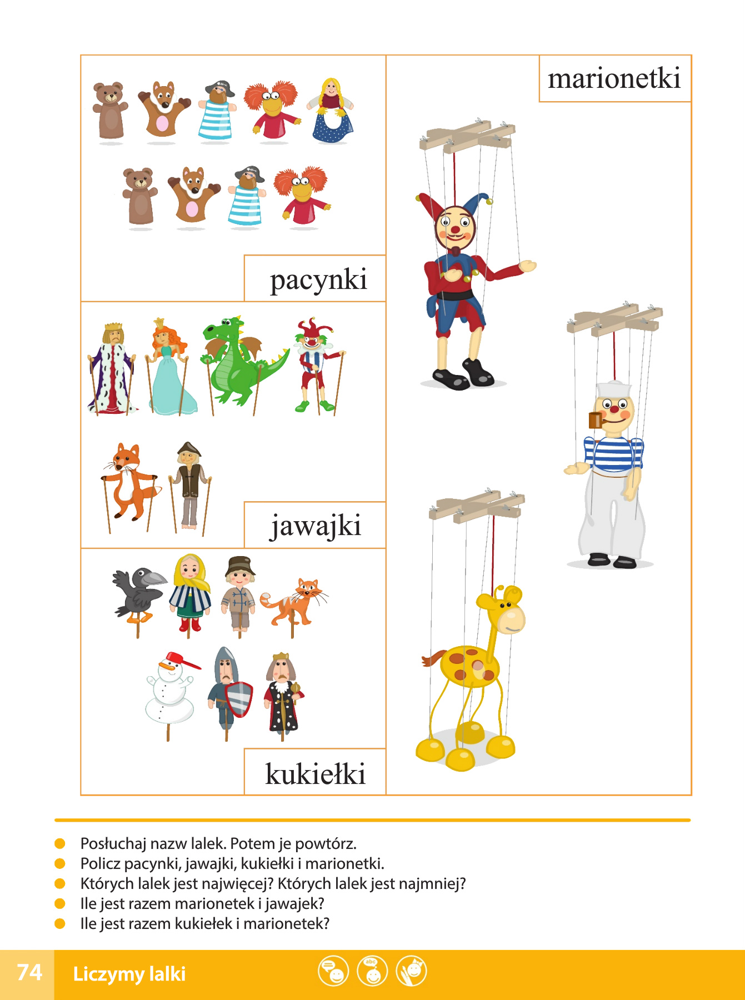 marionetki
pacynki
jawajki
kukiełki
Posłuchaj nazw lalek. Potem je powtórz.
Policz pacynki, jawajki, kukiełki i marionetki.
Których lalek jest najwięcej? Których lalek jest najmniej?
Ile jest razem marionetek i jawajek?
Ile jest razem kukiełek i marionetek?
74 Liczymy lalki
abc